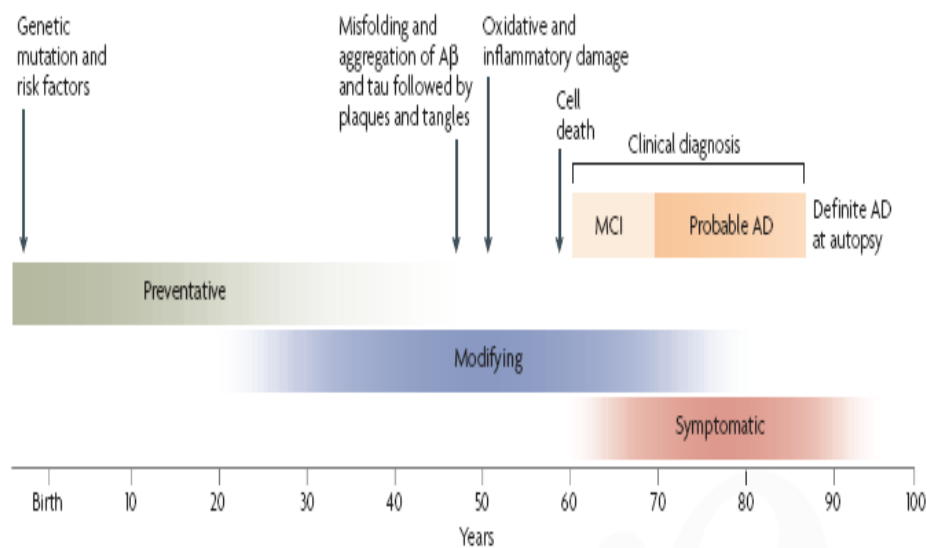 Genetic
mutation and
risk factors
Misfolding and
aggregation of Aβ
and tau followed by
plaques and tangles
Oxidative and
inflammatory damage
Cell
death
Clinical diagnosis
MCI
Probable AD
Definite AD
at autopsy
Preventative
Modifying
Symptomatic
Birth 10 20 30 40 50 60 70 80 90 100
Years